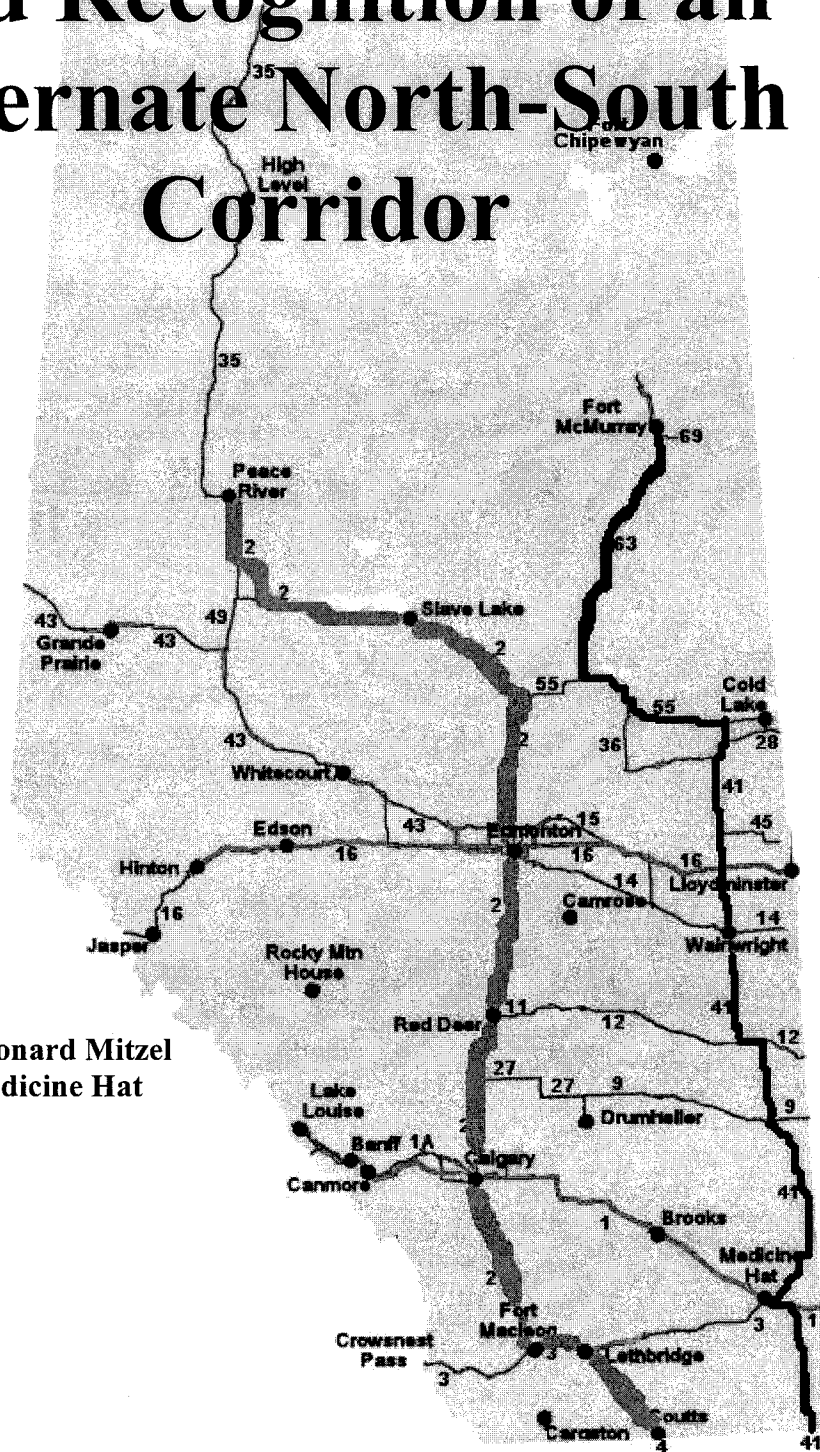 d Recognition of an
ernate North-South
Corridor
35
Fort
Chipewyan
High
Level
35
Fort
McMurray
69
Peace
River
63
2
2
Slave Lake
43
Grande
Prairie
43
49
2
55
Cold
Lake
55
2
36
28
43
Whitecourt
41
43
15
45
Edson
Edmonton
16
16
16
Hinton
14
Lloydminster
2
Camrose
14
16
Jasper
Wainwright
Rocky Mtn
House
11
41
Red Deer
12
12
onard Mitzel
dicine Hat
27
27
9
Lake
Louise
9
Drumheller
2
Banff
1A
Calgary
Canmore
41
1
Brooks
Medicine
Hat
2
Fort
Macleod
3
1
Crowsnest
Pass
3
Lethbridge
3
Coutts
Cardston
4
41